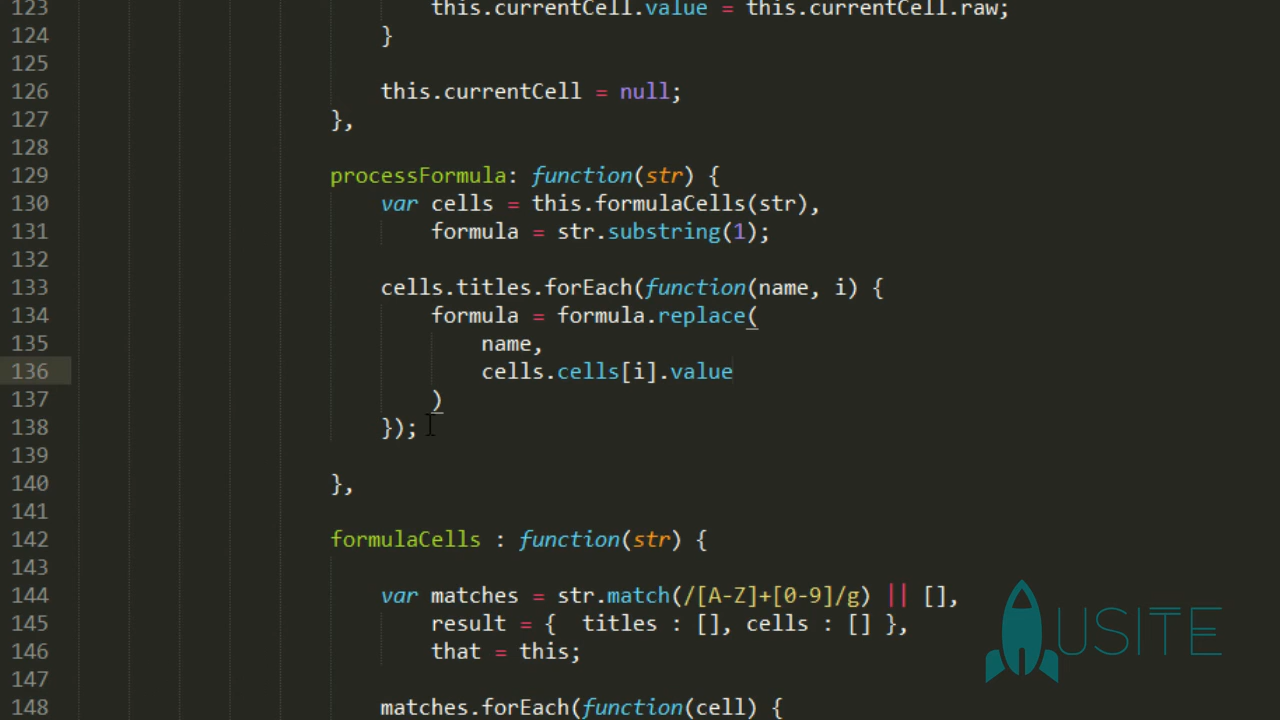 123 this.currentCell.value = this.currentCell.raw;
124 }
125
126 this.currentCell = null;
127 },
128
129 processFormula: function(str) {
130 var cells = this.formulaCells(str),
131 formula = str.substring(1);
132
133 cells.titles.forEach(function(name, i) {
134 formula = formula.replace(
135 name,
136 cells.cells[i].value
137 )
138 });
139
140 },
141
142 formulaCells : function(str) {
143
144 var matches = str.match(/[A-Z]+[0-9]/g) || [],
145 result = {  titles : [], cells : [] },
146 that = this;
147
148 matches.forEach(function(cell) {
USITE